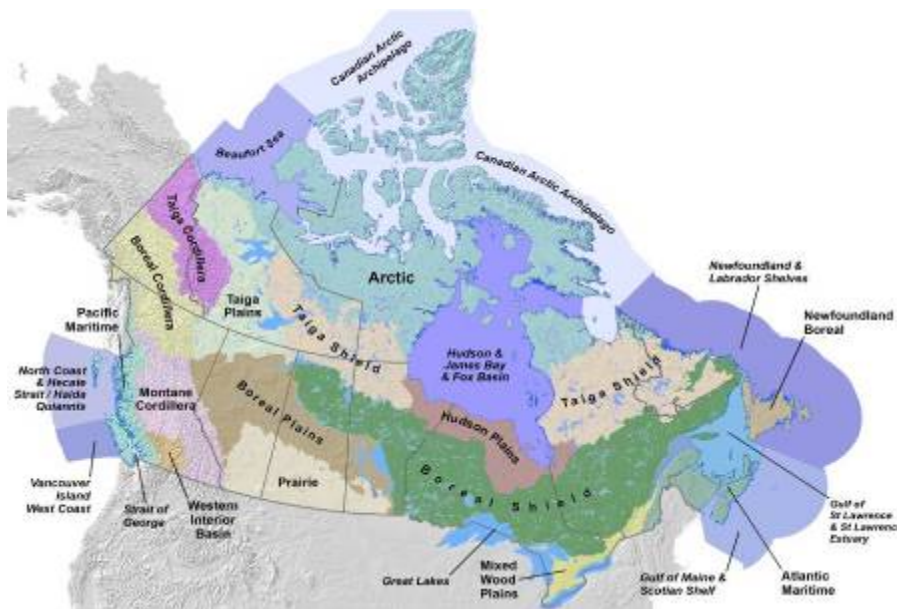 Canadian Arctic
Archipelago
Beaufort Sea
Canadian Arctic Archipelago
Taiga Cordillera
Boreal Cordillera
Arctic
Taiga
Plains
Taiga Shield
Newfoundland &
Labrador Shelves
Newfoundland
Boreal
Pacific
Maritime
North Coast
& Hecate
Strait / Haida
Quiannis
Montane
Cordillera
Hudson &
James Bay
& Fox Basin
Taiga Shield
Boreal Plains
Hudson Plains
Prairie
Boreal Shield
Vancouver
Island
West Coast
Strait of
George
Western
Interior
Basin
Great Lakes
Mixed
Wood
Plains
Gulf of Maine &
Scotian Shelf
Atlantic
Maritime
Gulf of
St Lawrence
& St Lawrence
Estuary